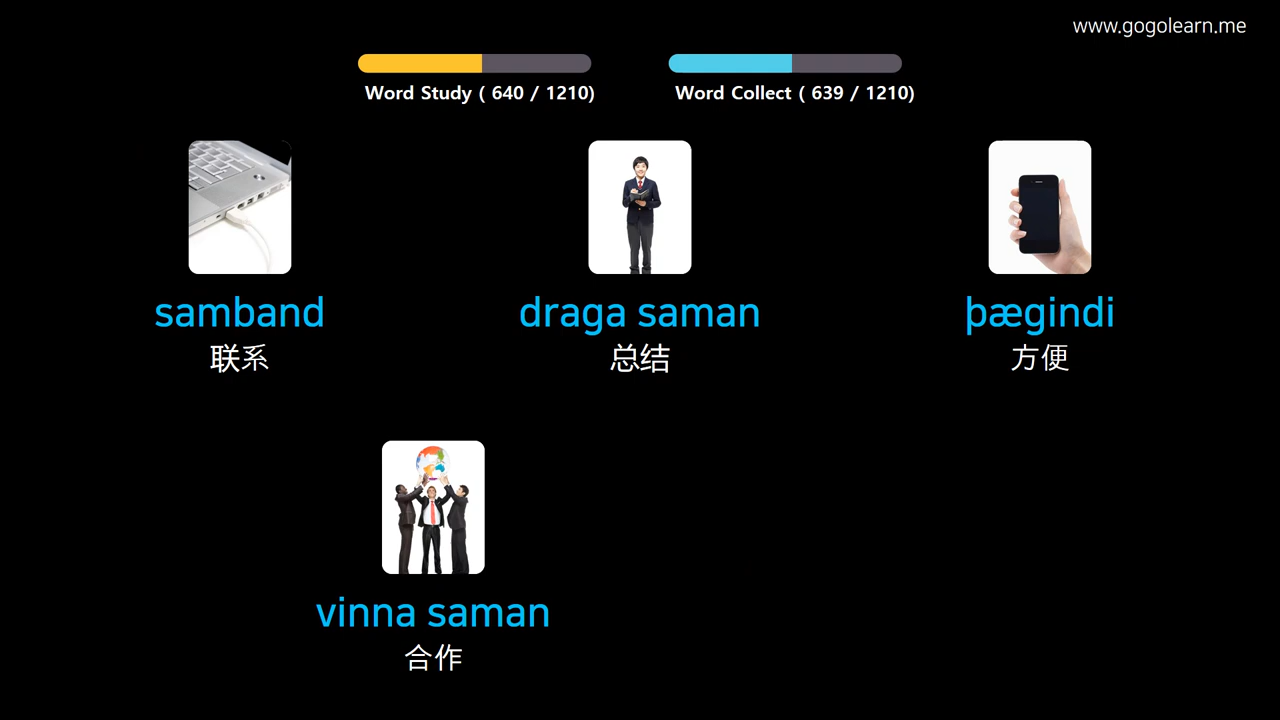 www.gogolearn.me
Word Study ( 640 / 1210)
Word Collect ( 639 / 1210)
samband
draga saman
þægindi
联系
总结
方便
vinna saman
合作